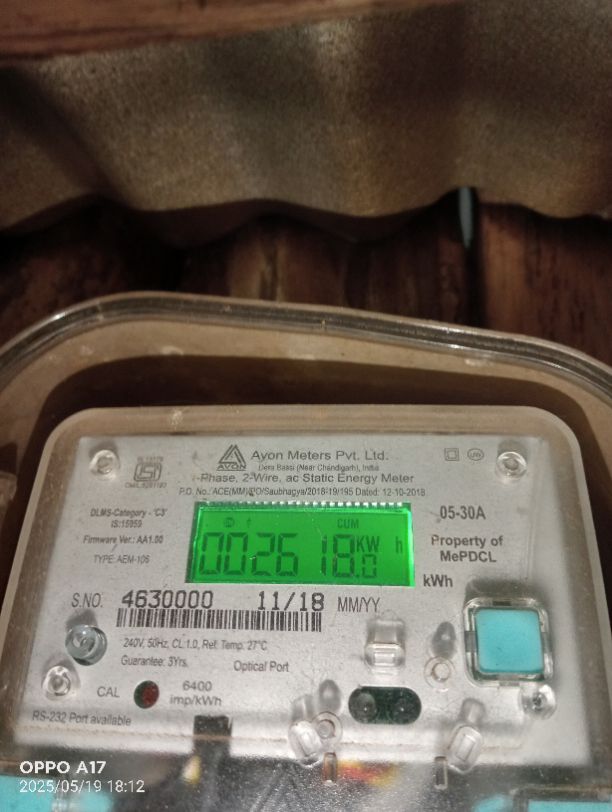 Avon Meters Pvt. Ltd.
AVON
Dera Bassi (Near Chandigarh), India
1-Phase, 2-Wire, ac Static Energy Meter
P.O. No.: ACE(MM)/PO/Saubhagya/2018-19/195 Dated: 12-10-2018
DLMS-Category - 'C3'
IS:15959
Firmware Ver.: AA1.00
TYPE: AEM-106
CUM
002618.0 KW h
05-30A
Property of
MePDCL
kWh
S.NO. 4630000 11/18 MM/YY
240V, 50Hz, CL 1.0, Ref. Temp. 27°C
Guarantee: 3Yrs.
Optical Port
CAL
6400
imp/kWh
RS-232 Port available
OPPO A17
2025/05/19 18:12